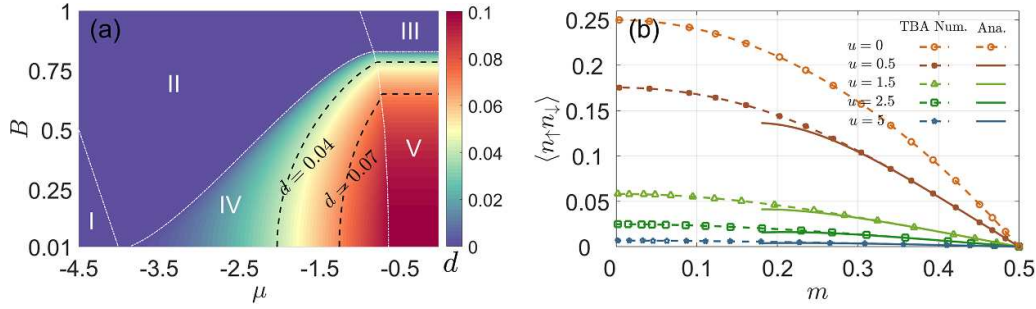 (a)
III
II
V
IV
I
d = 0.04
d = 0.07
B
1
0.75
0.5
0.25
0.01
-4.5
-3.5
-2.5
-1.5
-0.5
μ
0.1
0.08
0.06
0.04
0.02
0
d
(b)
TBA Num.
Ana.
u = 0
u = 0.5
u = 1.5
u = 2.5
u = 5
⟨n↑n↓⟩
0.25
0.2
0.15
0.1
0.05
0
0
0.1
0.2
0.3
0.4
0.5
m